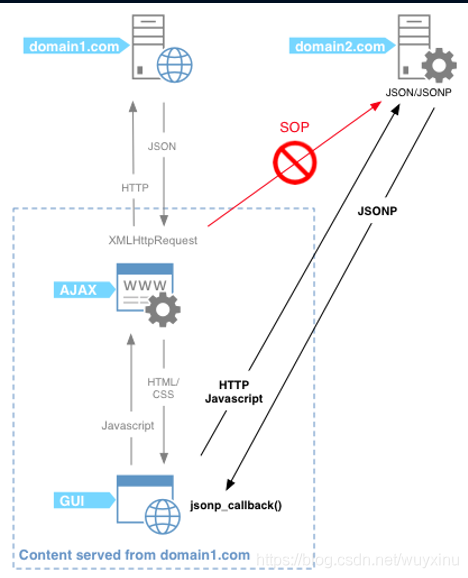 domain1.com
domain2.com
JSON/JSONP
SOP
JSON
HTTP
JSONP
XMLHttpRequest
WWW
AJAX
HTML/
CSS
HTTP
Javascript
Javascript
GUI
jsonp_callback()
Content served from domain1.com
https://blog.csdn.net/wuyxinu